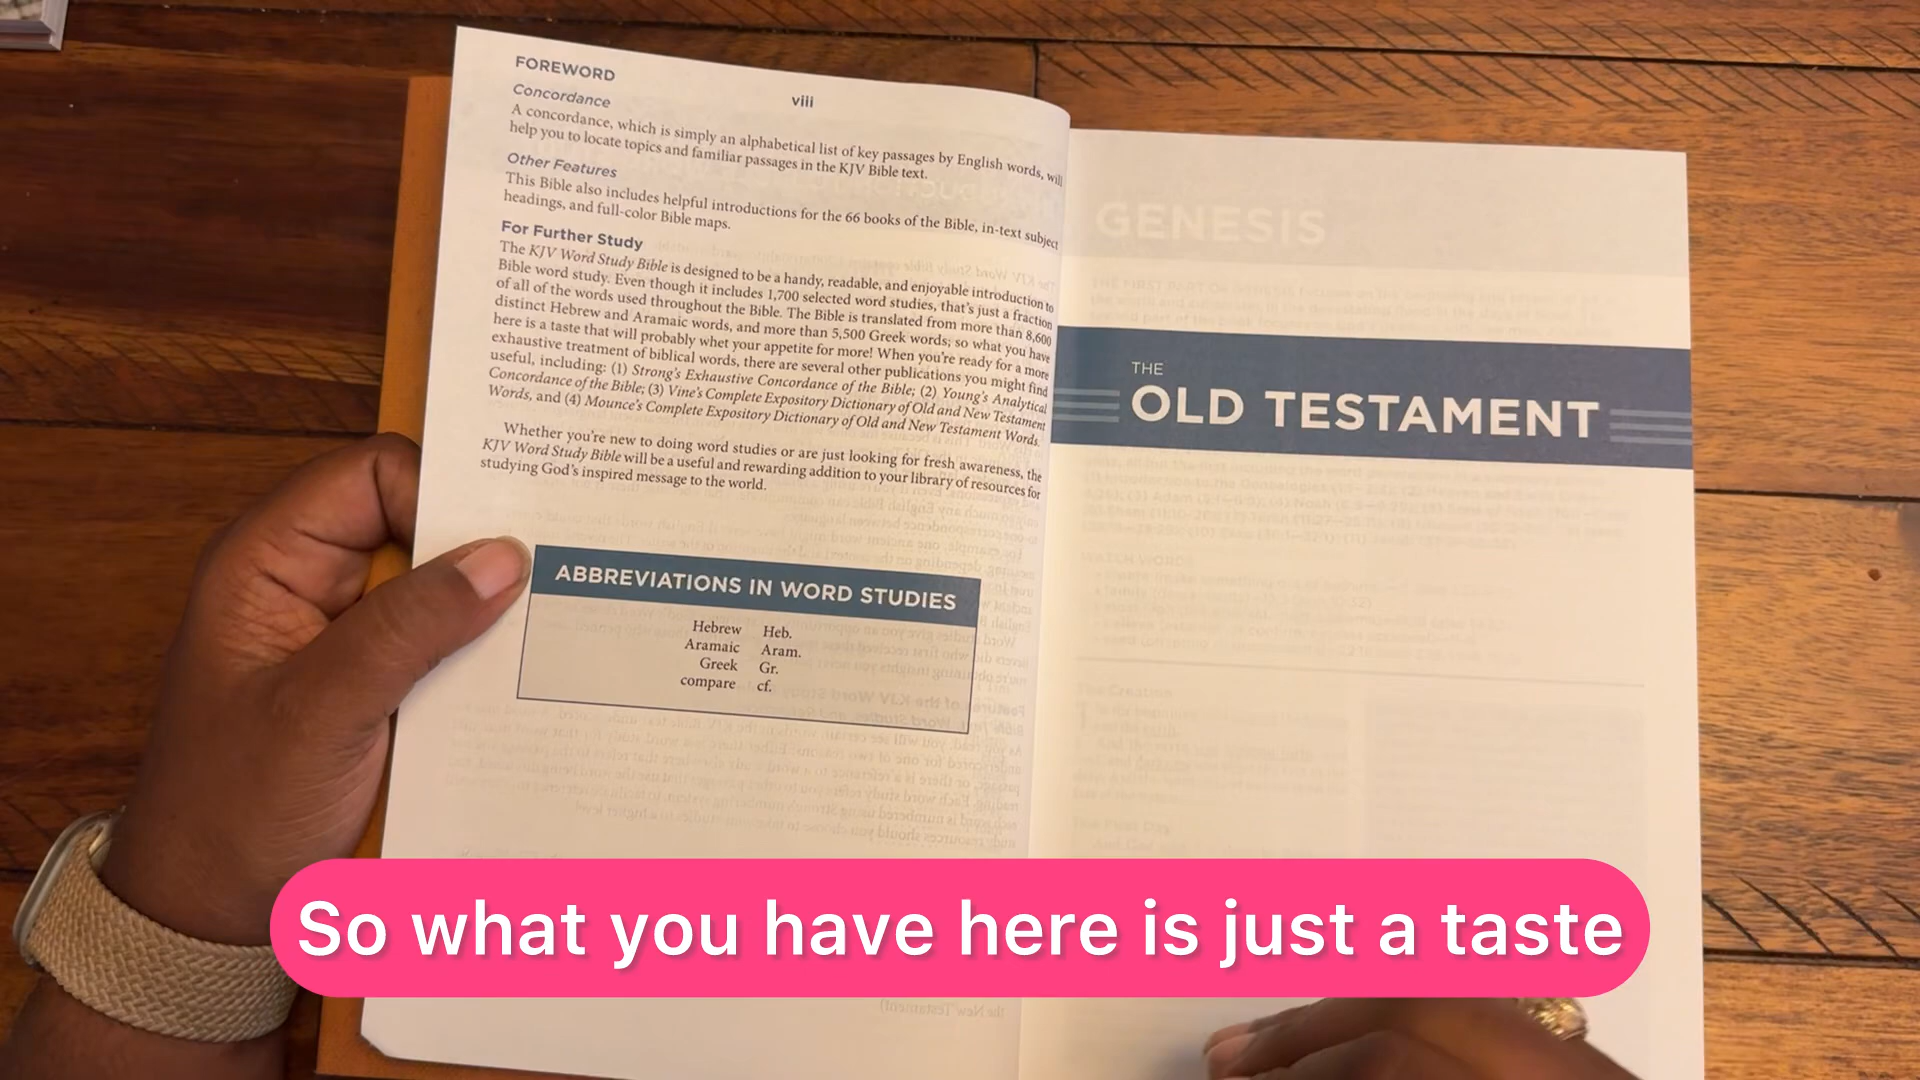 FOREWORD
viii
Concordance
A concordance, which is simply an alphabetical list of key passages by English words, will
help you to locate topics and familiar passages in the KJV Bible text.
Other Features
This Bible also includes helpful introductions for the 66 books of the Bible, in-text subject
headings, and full-color Bible maps.
For Further Study
The KJV Word Study Bible is designed to be a handy, readable, and enjoyable introduction to
Bible word study. Even though it includes 1,700 selected word studies, that's just a fraction
of all of the words used throughout the Bible. The Bible is translated from more than 8,600
distinct Hebrew and Aramaic words, and more than 5,500 Greek words; so what you have
here is a taste that will probably whet your appetite for more! When you're ready for a more
exhaustive treatment of biblical words, there are several other publications you might find
useful, including: (1) Strong's Exhaustive Concordance of the Bible; (2) Young's Analytical
Concordance of the Bible; (3) Vine's Complete Expository Dictionary of Old and New Testament
Words, and (4) Mounce's Complete Expository Dictionary of Old and New Testament Words.
Whether you're new to doing word studies or are just looking for fresh awareness, the
KJV Word Study Bible will be a useful and rewarding addition to your library of resources for
studying God's inspired message to the world.
ABBREVIATIONS IN WORD STUDIES
Hebrew Heb.
Aramaic Aram.
Greek Gr.
compare cf.
GENESIS
THE
OLD TESTAMENT
So what you have here is just a taste